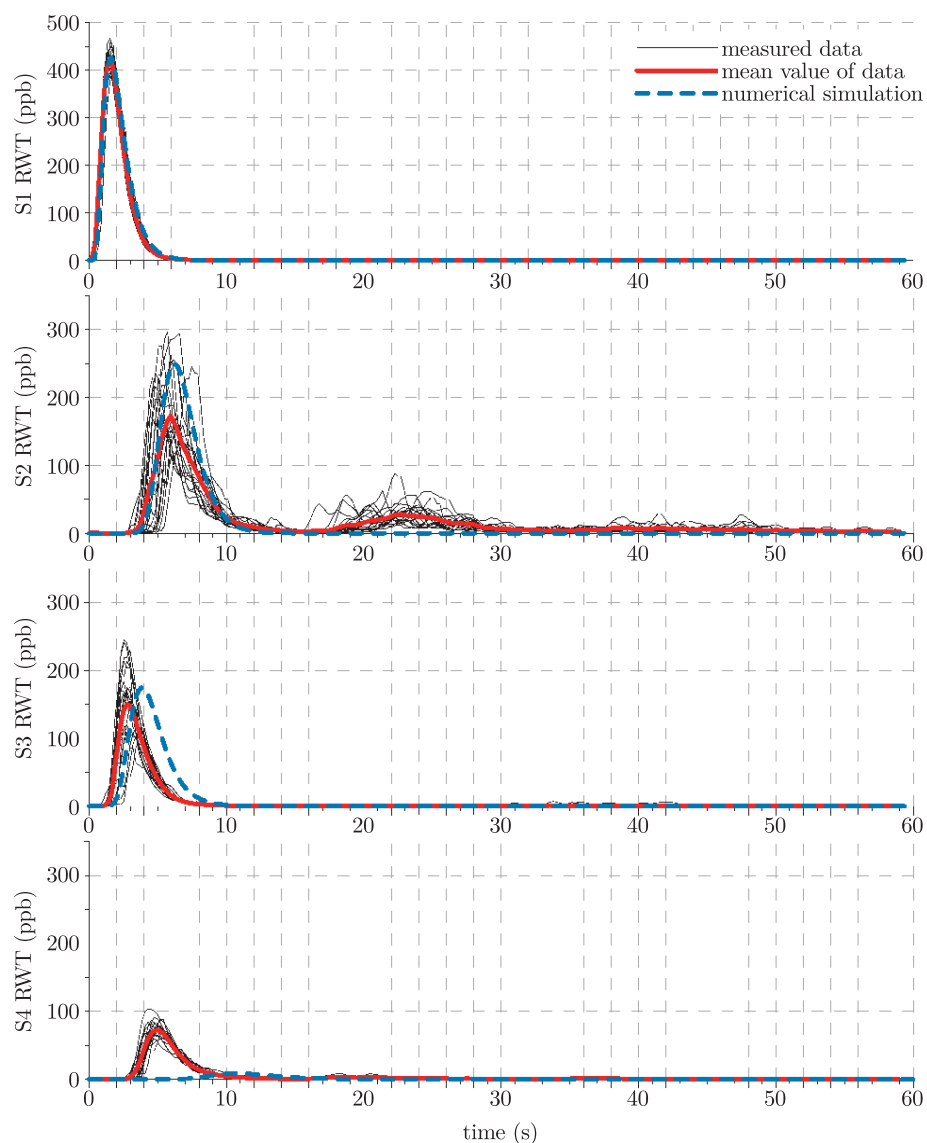 500
400
300
200
100
0
S1 RWT (ppb)
measured data
mean value of data
numerical simulation
0 10 20 30 40 50 60
300
200
100
0
S2 RWT (ppb)
0 10 20 30 40 50 60
300
200
100
0
S3 RWT (ppb)
0 10 20 30 40 50 60
300
200
100
0
S4 RWT (ppb)
0 10 20 30 40 50 60
time (s)